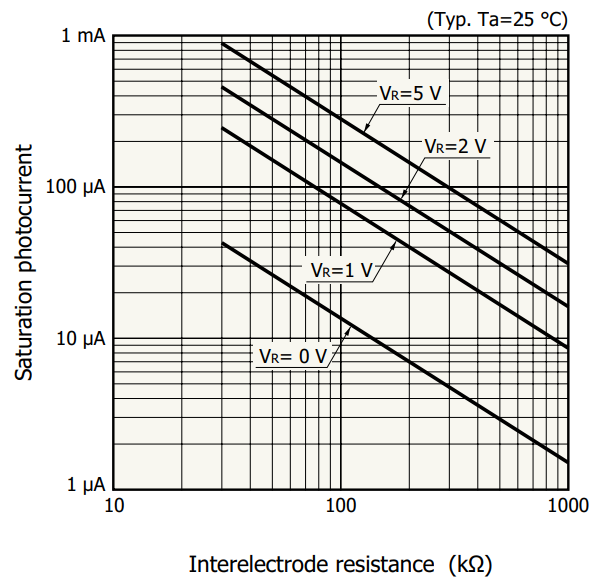 (Typ. Ta=25 °C)
1 mA
VR=5 V
VR=2 V
100 μA
VR=1 V
10 μA
VR= 0 V
1 μA
10
100
1000
Saturation photocurrent
Interelectrode resistance (kΩ)